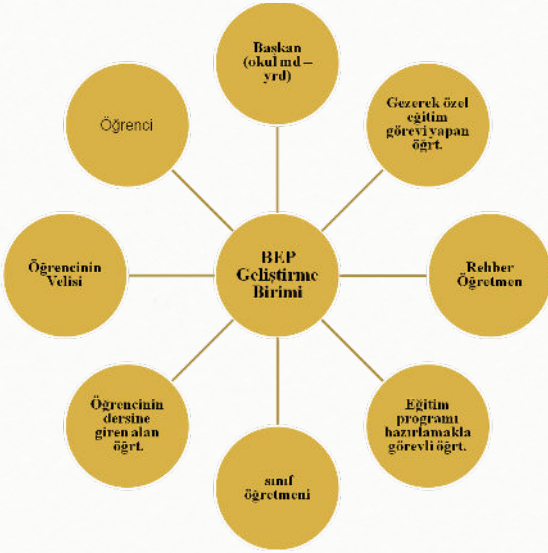 Başkan
(okul md –
yrd)
Gezerek özel
eğitim
görevi yapan
öğrt.
Rehber
Öğretmen
Eğitim
programı
hazırlamakla
görevli öğrt.
sınıf
öğretmeni
Öğrencinin
dersine
giren alan
öğrt.
Öğrencinin
Velisi
Öğrenci
BEP
Geliştirme
Birimi